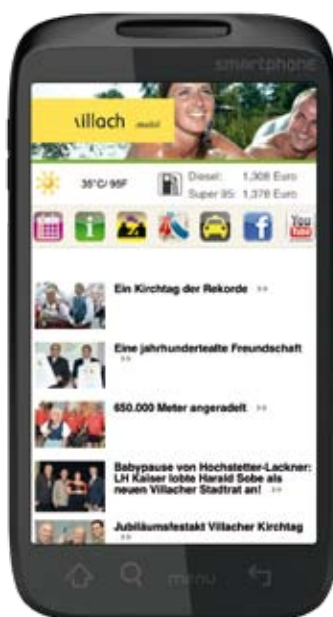 smartphone
villach .mobil
35°C/ 95F
Diesel: 1,308 Euro
Super 95: 1,378 Euro
You
Tube
Ein Kirchtag der Rekorde >>
Eine jahrhundertealte Freundschaft
>>
650.000 Meter angeradelt >>
Babypause von Hochstetter-Lackner:
LH Kaiser lobte Harald Sobe als
neuen Villacher Stadtrat an! >>
Jubiläumsfestakt Villacher Kirchtag
>>
menu